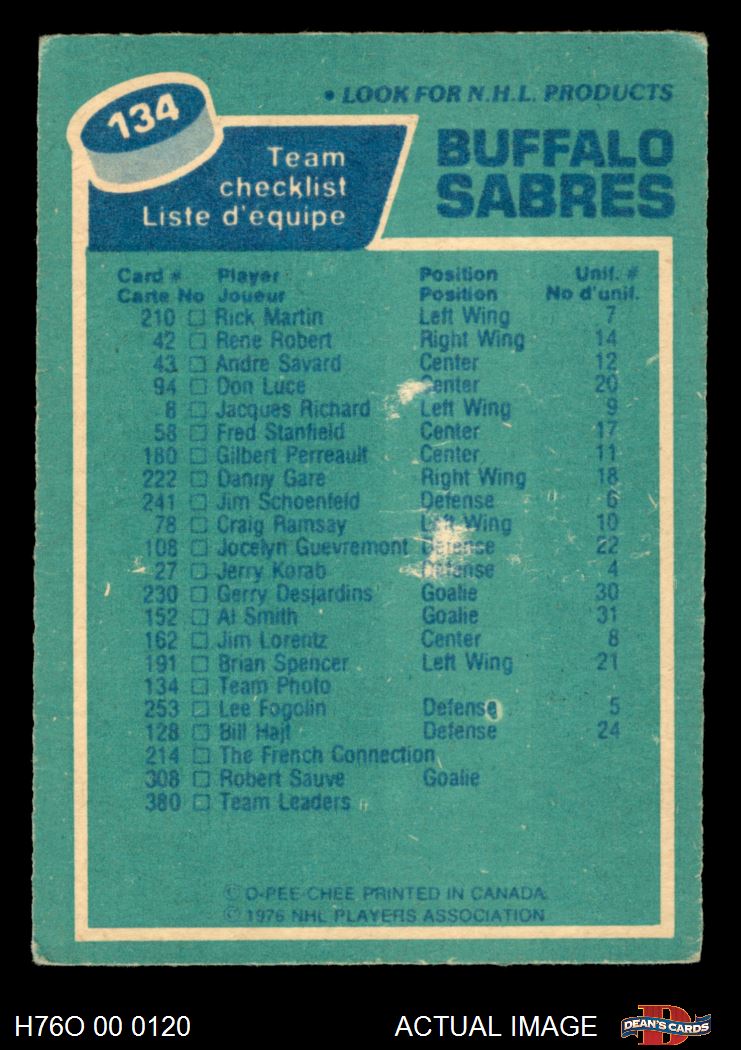 134
• LOOK FOR N.H.L. PRODUCTS
Team
checklist
Liste d'équipe
BUFFALO
SABRES
Card # Player Position Unif. #
Carte No Joueur Position No d'unif.
210 Rick Martin Left Wing 7
42 Rene Robert Right Wing 14
43 Andre Savard Center 12
94 Don Luce Center 20
8 Jacques Richard Left Wing 9
58 Fred Stanfield Center 17
180 Gilbert Perreault Center 11
222 Danny Gare Right Wing 18
241 Jim Schoenfeld Defense 6
78 Craig Ramsay Left Wing 10
108 Jocelyn Guevremont Defense 22
27 Jerry Korab Defense 4
230 Gerry Desjardins Goalie 30
152 Al Smith Goalie 31
162 Jim Lorentz Center 8
191 Brian Spencer Left Wing 21
134 Team Photo
253 Lee Fogolin Defense 5
128 Bill Hajt Defense 24
214 The French Connection
308 Robert Sauve Goalie
380 Team Leaders
© O-PEE-CHEE PRINTED IN CANADA
© 1976 NHL PLAYERS ASSOCIATION
H76O 00 0120
ACTUAL IMAGE
D
DEAN'S CARDS